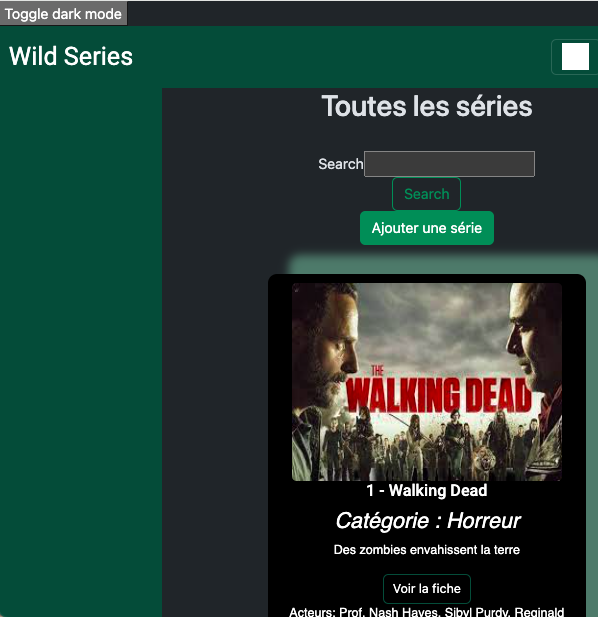 Toggle dark mode
Wild Series
Toutes les séries
Search
Search
Ajouter une série
THE
WALKING DEAD
1 - Walking Dead
Catégorie : Horreur
Des zombies envahissent la terre
Voir la fiche
Acteurs: Prof. Nash Hayes, Sibyl Purdy, Reginald